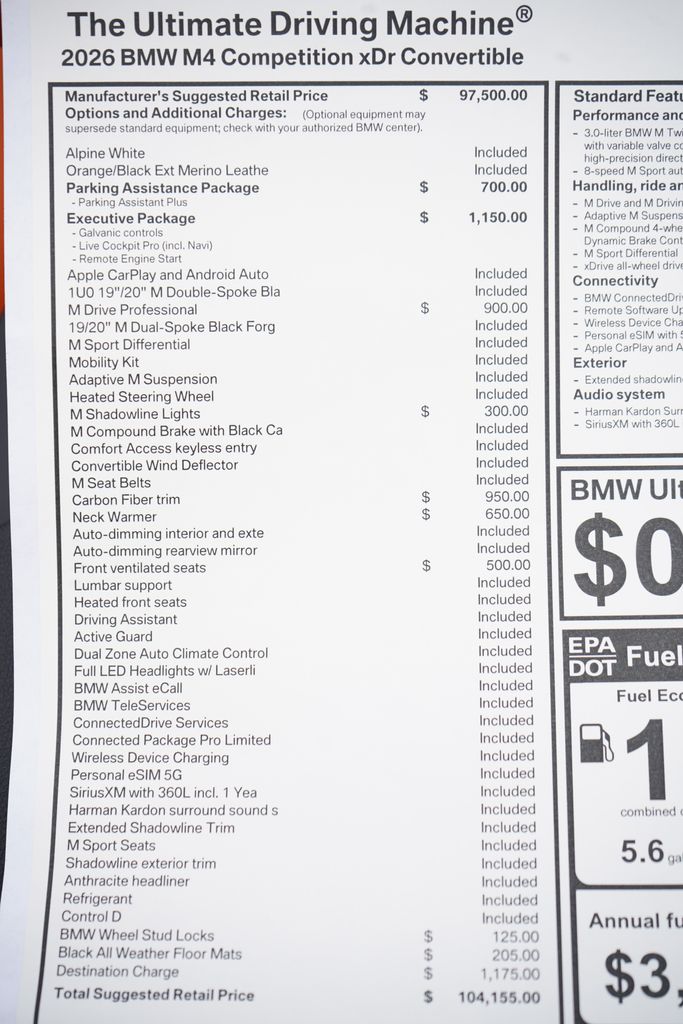 The Ultimate Driving Machine®
2026 BMW M4 Competition xDr Convertible
Manufacturer's Suggested Retail Price $ 97,500.00
Options and Additional Charges: (Optional equipment may
supersede standard equipment; check with your authorized BMW center).
Alpine White Included
Orange/Black Ext Merino Leathe Included
Parking Assistance Package $ 700.00
- Parking Assistant Plus
Executive Package $ 1,150.00
- Galvanic controls
- Live Cockpit Pro (incl. Navi)
- Remote Engine Start
Apple CarPlay and Android Auto Included
1U0 19"/20" M Double-Spoke Bla Included
M Drive Professional $ 900.00
19/20" M Dual-Spoke Black Forg Included
M Sport Differential Included
Mobility Kit Included
Adaptive M Suspension Included
Heated Steering Wheel Included
M Shadowline Lights $ 300.00
M Compound Brake with Black Ca Included
Comfort Access keyless entry Included
Convertible Wind Deflector Included
M Seat Belts Included
Carbon Fiber trim $ 950.00
Neck Warmer $ 650.00
Auto-dimming interior and exte Included
Auto-dimming rearview mirror Included
Front ventilated seats $ 500.00
Lumbar support Included
Heated front seats Included
Driving Assistant Included
Active Guard Included
Dual Zone Auto Climate Control Included
Full LED Headlights w/ Laserli Included
BMW Assist eCall Included
BMW TeleServices Included
ConnectedDrive Services Included
Connected Package Pro Limited Included
Wireless Device Charging Included
Personal eSIM 5G Included
SiriusXM with 360L incl. 1 Yea Included
Harman Kardon surround sound s Included
Extended Shadowline Trim Included
M Sport Seats Included
Shadowline exterior trim Included
Anthracite headliner Included
Refrigerant Included
Control D Included
BMW Wheel Stud Locks $ 125.00
Black All Weather Floor Mats $ 205.00
Destination Charge $ 1,175.00
Total Suggested Retail Price $ 104,155.00
Standard Featu
Performance and
- 3.0-liter BMW M Twi
with variable valve co
high-precision direct
- 8-speed M Sport aut
Handling, ride an
- M Drive and M Drivin
- Adaptive M Suspens
- M Compound 4-whe
Dynamic Brake Cont
- M Sport Differential
- xDrive all-wheel drive
Connectivity
- BMW ConnectedDri
- Remote Software Up
- Wireless Device Cha
- Personal eSIM with 5
- Apple CarPlay and A
Exterior
- Extended shadowlin
Audio system
- Harman Kardon Surr
- SiriusXM with 360L
BMW Ult
$0
EPA
DOT Fuel
Fuel Eco
1
combined
5.6 ga
Annual fu
$3,